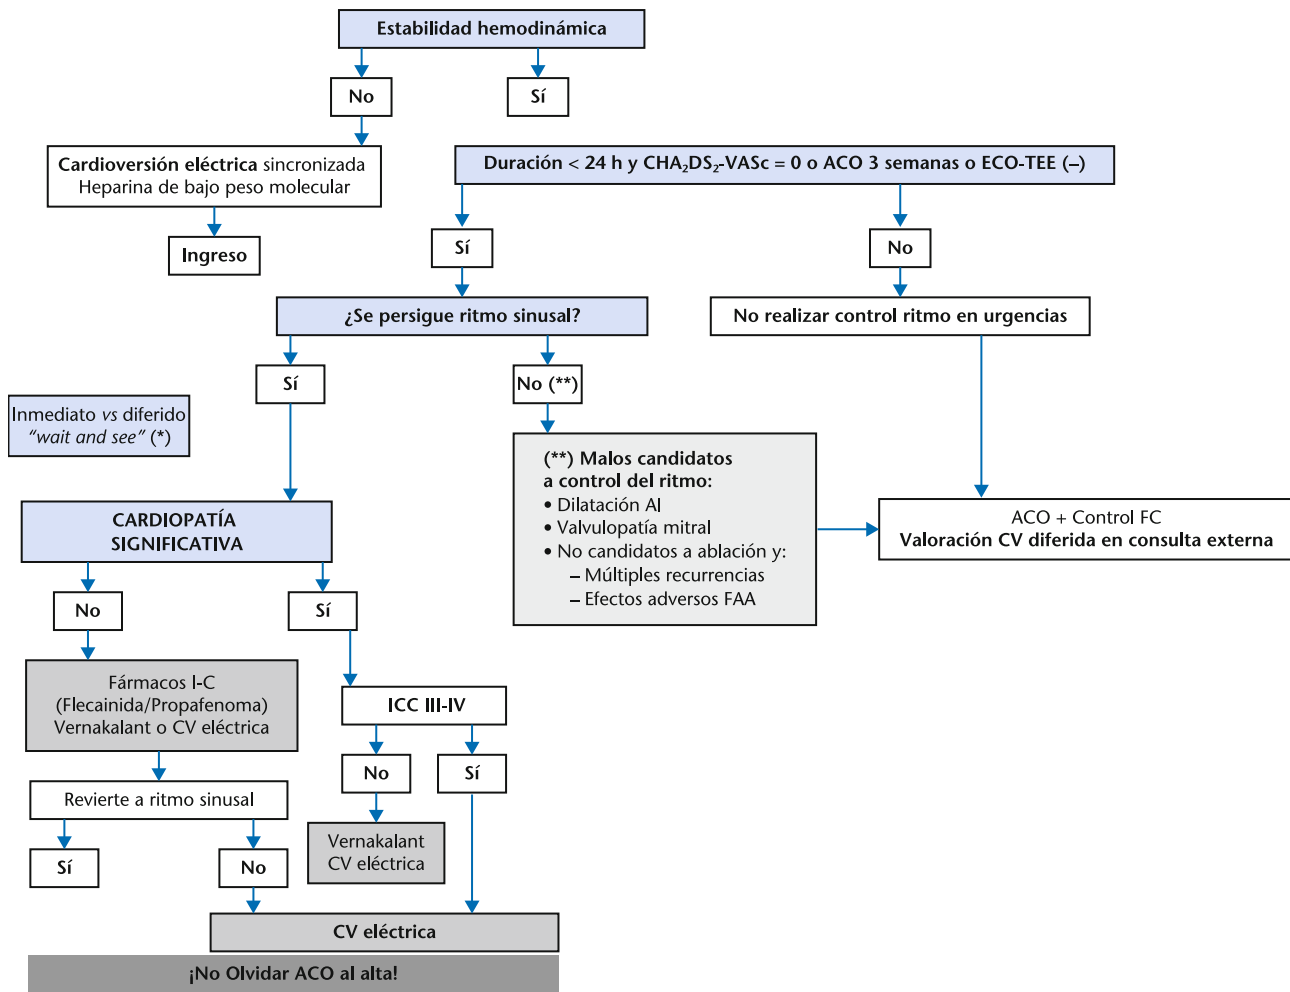 Estabilidad hemodinámica
No
Sí
Cardioversión eléctrica sincronizada
Heparina de bajo peso molecular
Duración < 24 h y CHA₂DS₂-VASc = 0 o ACO 3 semanas o ECO-TEE (–)
Ingreso
Sí
No
¿Se persigue ritmo sinusal?
No realizar control ritmo en urgencias
Sí
No (**)
Inmediato vs diferido
“wait and see” (*)
(**) Malos candidatos
a control del ritmo:
• Dilatación AI
• Valvulopatía mitral
• No candidatos a ablación y:
– Múltiples recurrencias
– Efectos adversos FAA
ACO + Control FC
Valoración CV diferida en consulta externa
CARDIOPATÍA
SIGNIFICATIVA
No
Sí
Fármacos I-C
(Flecainida/Propafenoma)
Vernakalant o CV eléctrica
ICC III-IV
No
Sí
Revierte a ritmo sinusal
Vernakalant
CV eléctrica
Sí
No
CV eléctrica
¡No Olvidar ACO al alta!